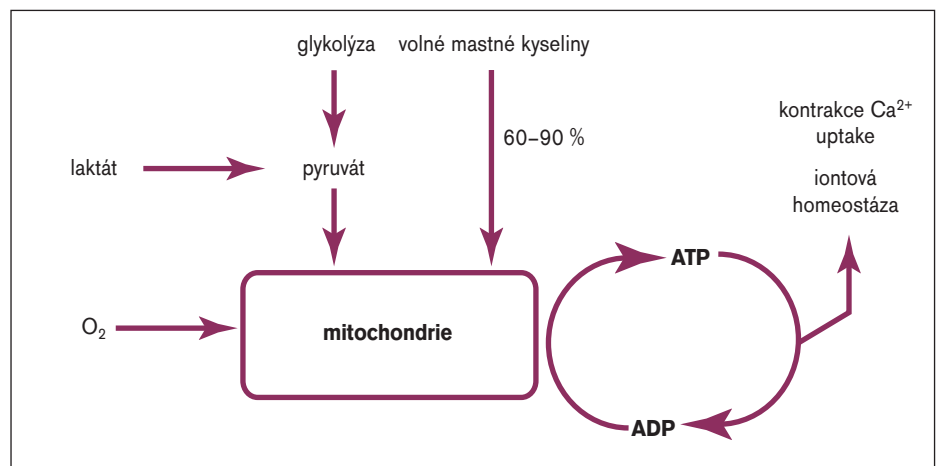 glykolýza
volné mastné kyseliny
kontrakce Ca²⁺
uptake
60–90 %
laktát
pyruvát
iontová
homeostáza
ATP
O₂
mitochondrie
ADP